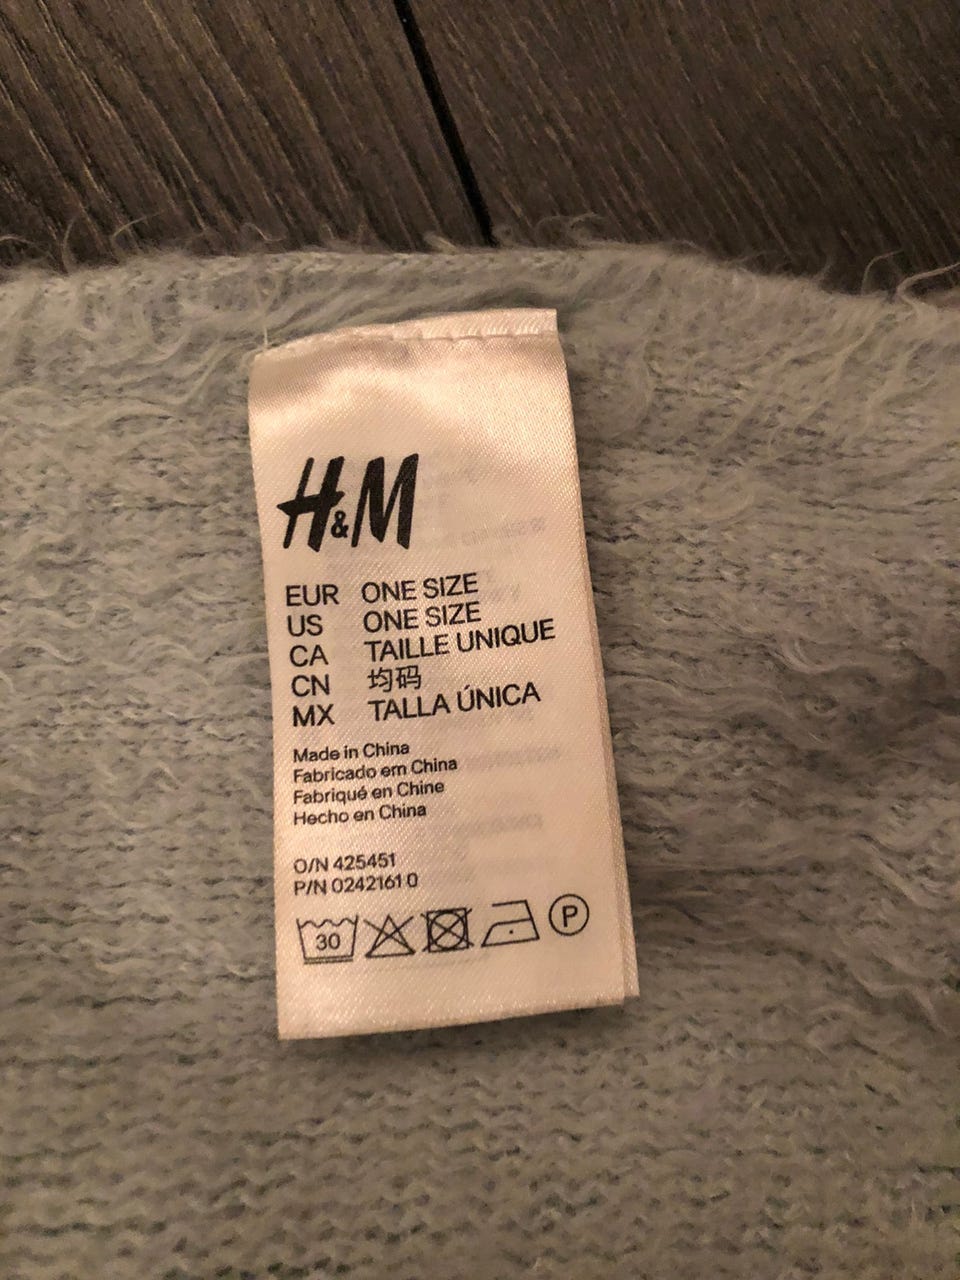 H&M
EUR ONE SIZE
US ONE SIZE
CA TAILLE UNIQUE
CN 均码
MX TALLA ÚNICA
Made in China
Fabricado em China
Fabriqué en Chine
Hecho en China
O/N 425451
P/N 0242161 0
30
P